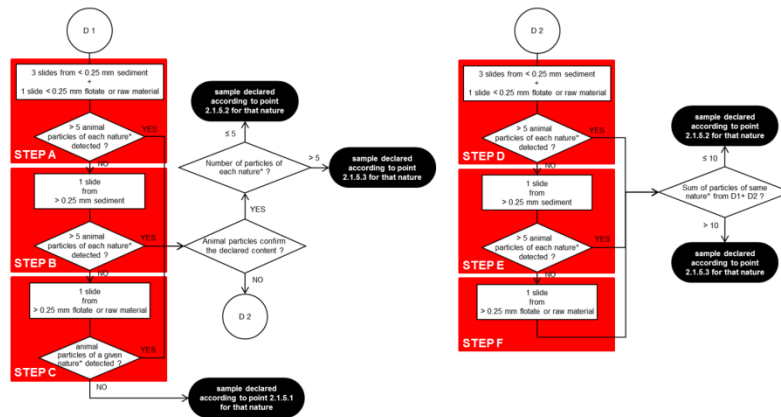 D 1
3 slides from < 0.25 mm sediment
+
1 slide < 0.25 mm flotate or raw material
> 5 animal
particles of each nature*
detected ?
YES
STEP A
NO
1 slide
from
> 0.25 mm sediment
> 5 animal
particles of each nature*
detected ?
YES
STEP B
NO
1 slide
from
> 0.25 mm flotate or raw material
animal
particles of a given
nature* detected ?
YES
STEP C
NO
sample declared
according to point 2.1.5.1
for that nature
sample declared
according to point
2.1.5.2 for that nature
≤ 5
Number of particles of
each nature* ?
> 5
sample declared
according to point
2.1.5.3 for that nature
YES
Animal particles confirm
the declared content ?
NO
D 2
D 2
3 slides from < 0.25 mm sediment
+
1 slide < 0.25 mm flotate or raw material
> 5 animal
particles of each nature*
detected ?
YES
STEP D
NO
1 slide
from
> 0.25 mm sediment
> 5 animal
particles of each nature*
detected ?
YES
STEP E
NO
1 slide
from
> 0.25 mm flotate or raw material
STEP F
sample declared
according to point
2.1.5.2 for that nature
≤ 10
Sum of particles of same
nature* from D1+ D2 ?
> 10
sample declared
according to point
2.1.5.3 for that nature